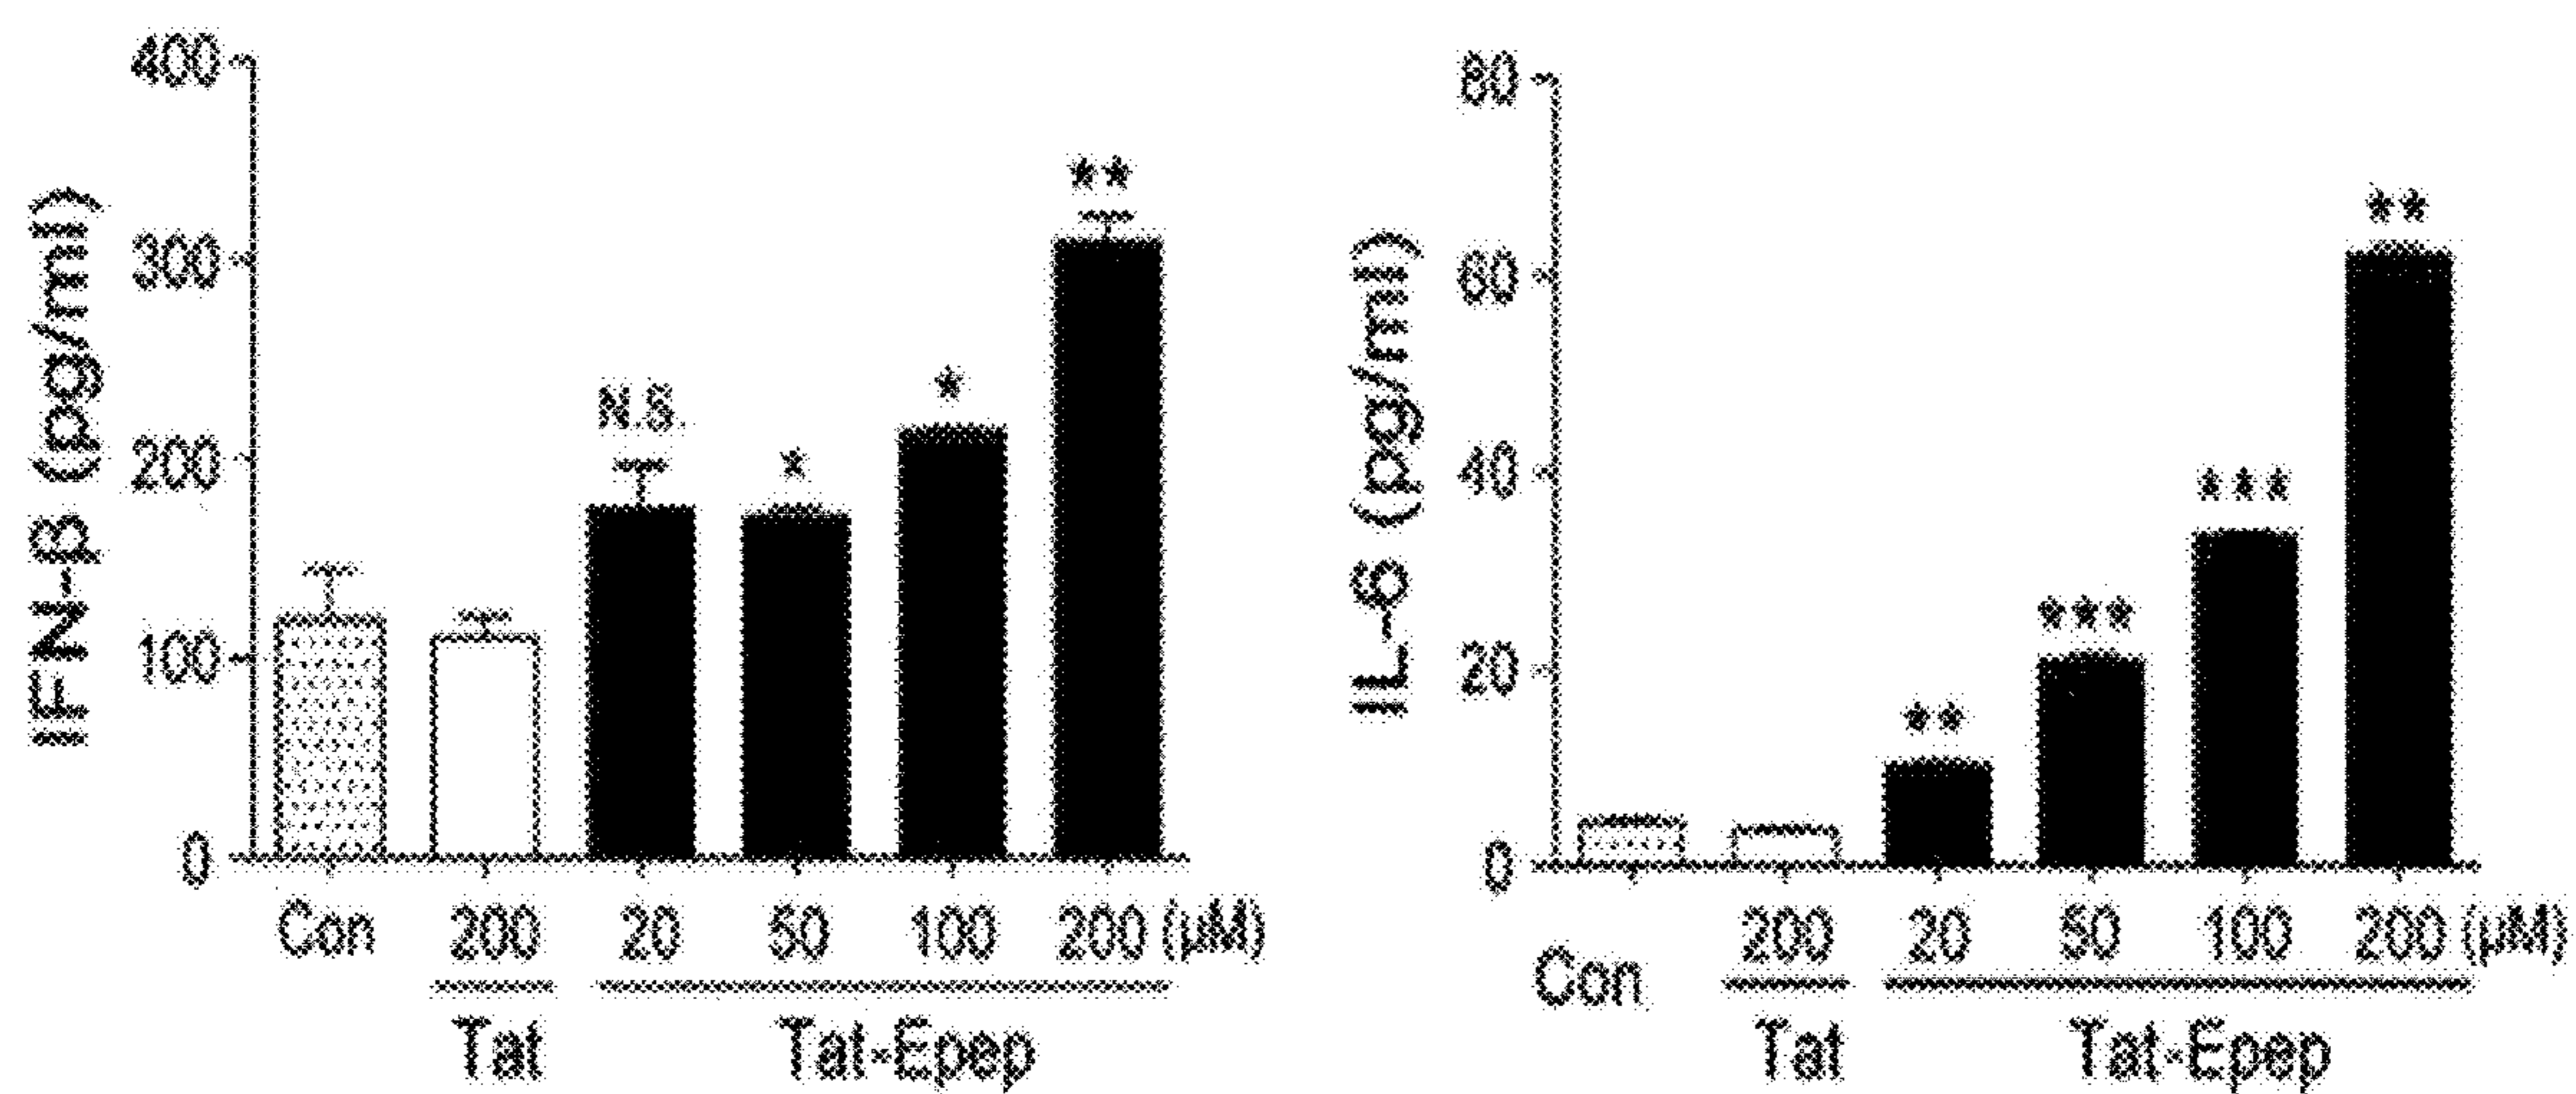 IFN-β (pg/ml)
400
300
200
100
0
N.S.
*
*
**
Con 200 20 50 100 200 (μM)
Tat Tat-Epep
IL-6 (pg/ml)
80
60
40
20
0
**
***
***
**
Con 200 20 50 100 200 (μM)
Tat Tat-Epep